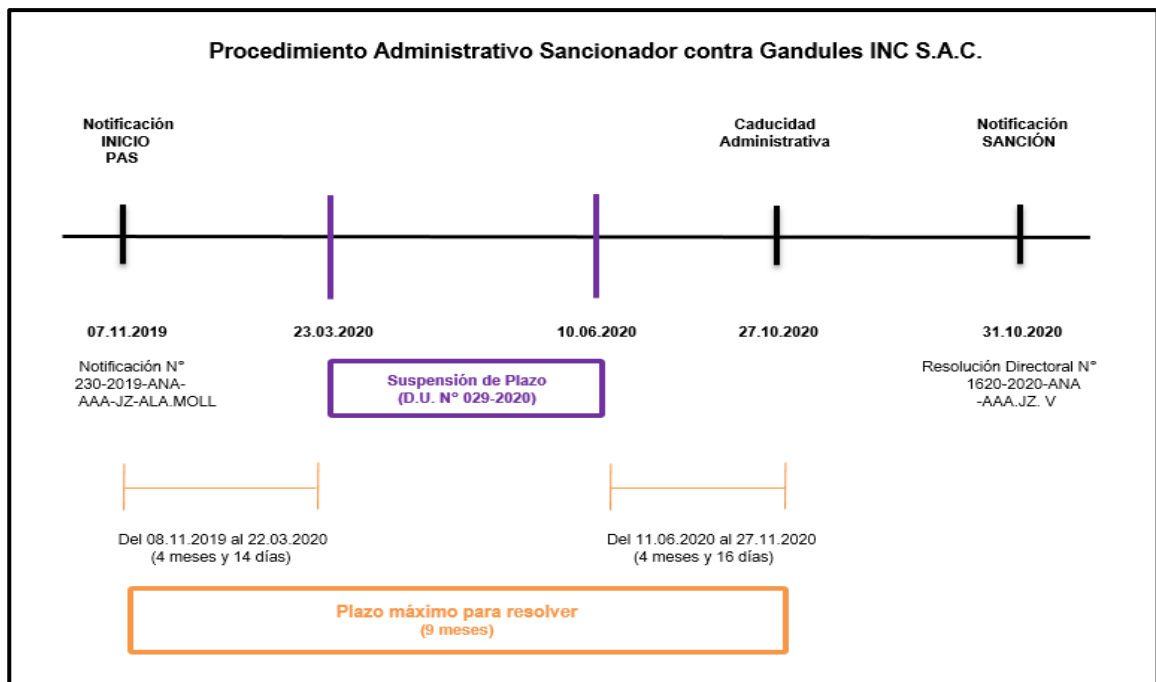 Procedimiento Administrativo Sancionador contra Gandules INC S.A.C.
Notificación
INICIO
PAS
Caducidad
Administrativa
Notificación
SANCIÓN
07.11.2019
23.03.2020
10.06.2020
27.10.2020
31.10.2020
Notificación N°
230-2019-ANA-
AAA-JZ-ALA.MOLL
Suspensión de Plazo
(D.U. N° 029-2020)
Resolución Directoral N°
1620-2020-ANA
-AAA.JZ. V
Del 08.11.2019 al 22.03.2020
(4 meses y 14 días)
Del 11.06.2020 al 27.11.2020
(4 meses y 16 días)
Plazo máximo para resolver
(9 meses)